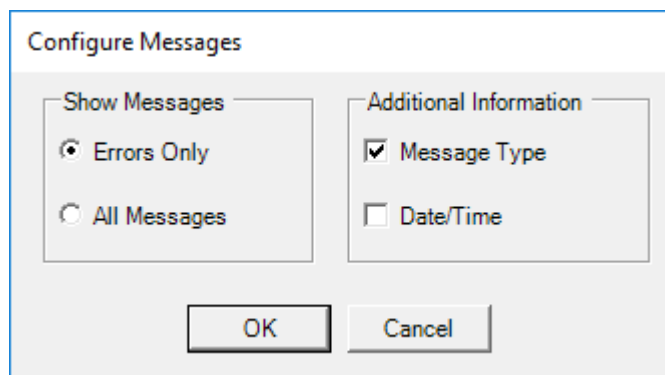 Configure Messages
Show Messages
Errors Only
All Messages
Additional Information
Message Type
Date/Time
OK
Cancel